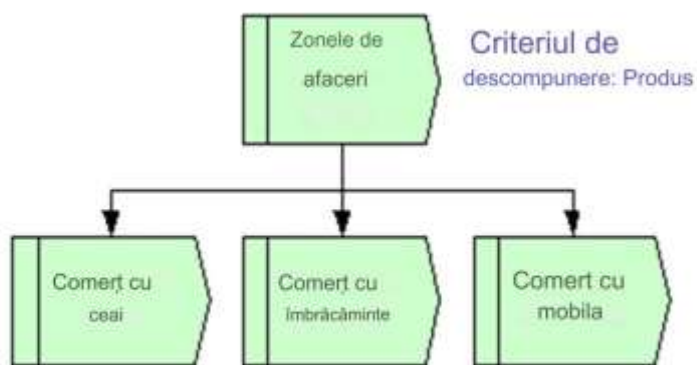 Zonele de
afaceri
Criteriul de
descompunere: Produs
Comerț cu
ceai
Comerț cu
îmbrăcăminte
Comert cu
mobila